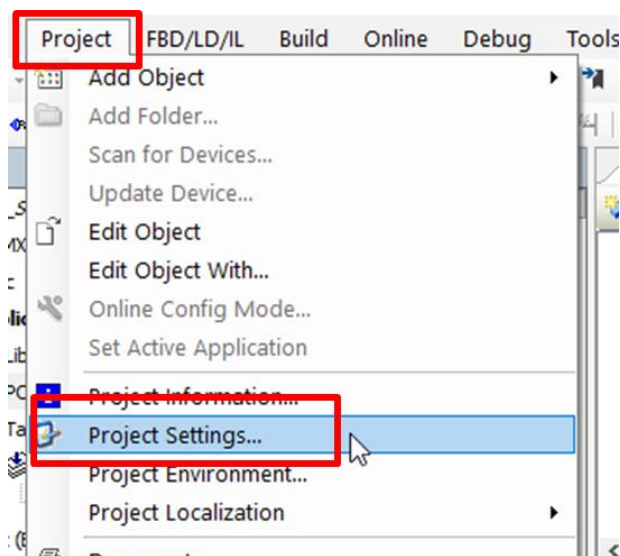 Project FBD/LD/IL Build Online Debug Tools
Add Object
Add Folder...
Scan for Devices...
Update Device...
Edit Object
Edit Object With...
Online Config Mode...
Set Active Application
Project Information...
Project Settings...
Project Environment...
Project Localization